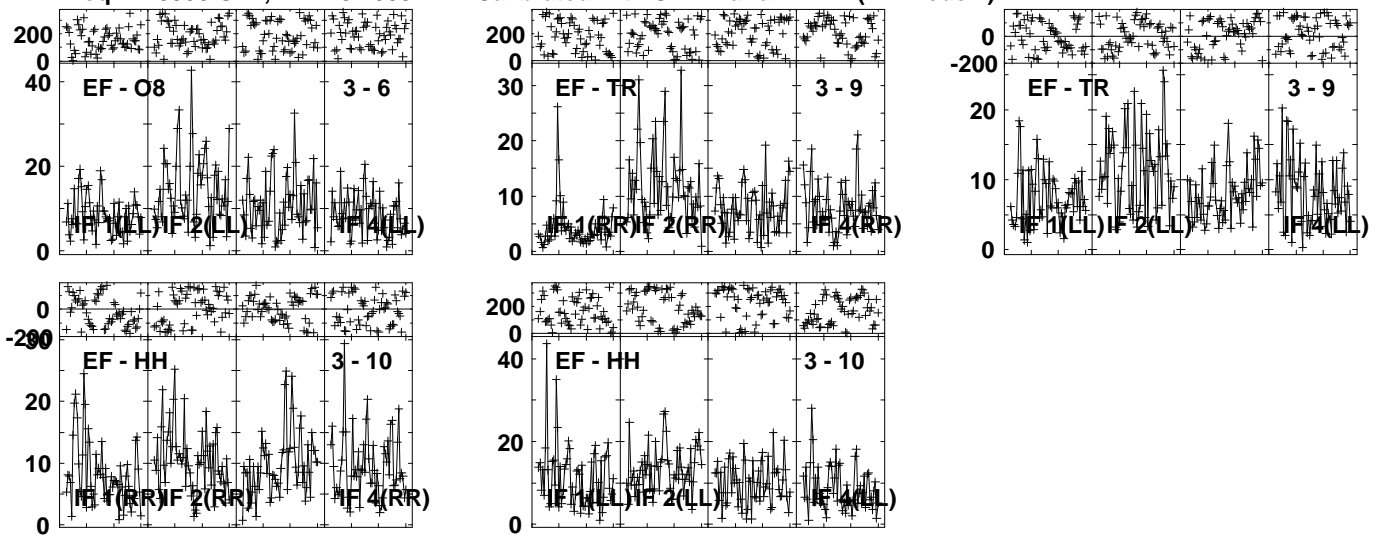 200
0
EF - O8
3 - 6
40
20
0
IF 1(LL)
IF 2(LL)
IF 4(LL)
200
0
EF - TR
3 - 9
30
20
10
0
IF 1(RR)
IF 2(RR)
IF 4(RR)
0
-200
EF - TR
3 - 9
20
10
0
IF 1(LL)
IF 2(LL)
IF 4(LL)
0
-200
EF - HH
3 - 10
30
20
10
0
IF 1(RR)
IF 2(RR)
IF 4(RR)
200
0
EF - HH
3 - 10
40
20
0
IF 1(LL)
IF 2(LL)
IF 4(LL)